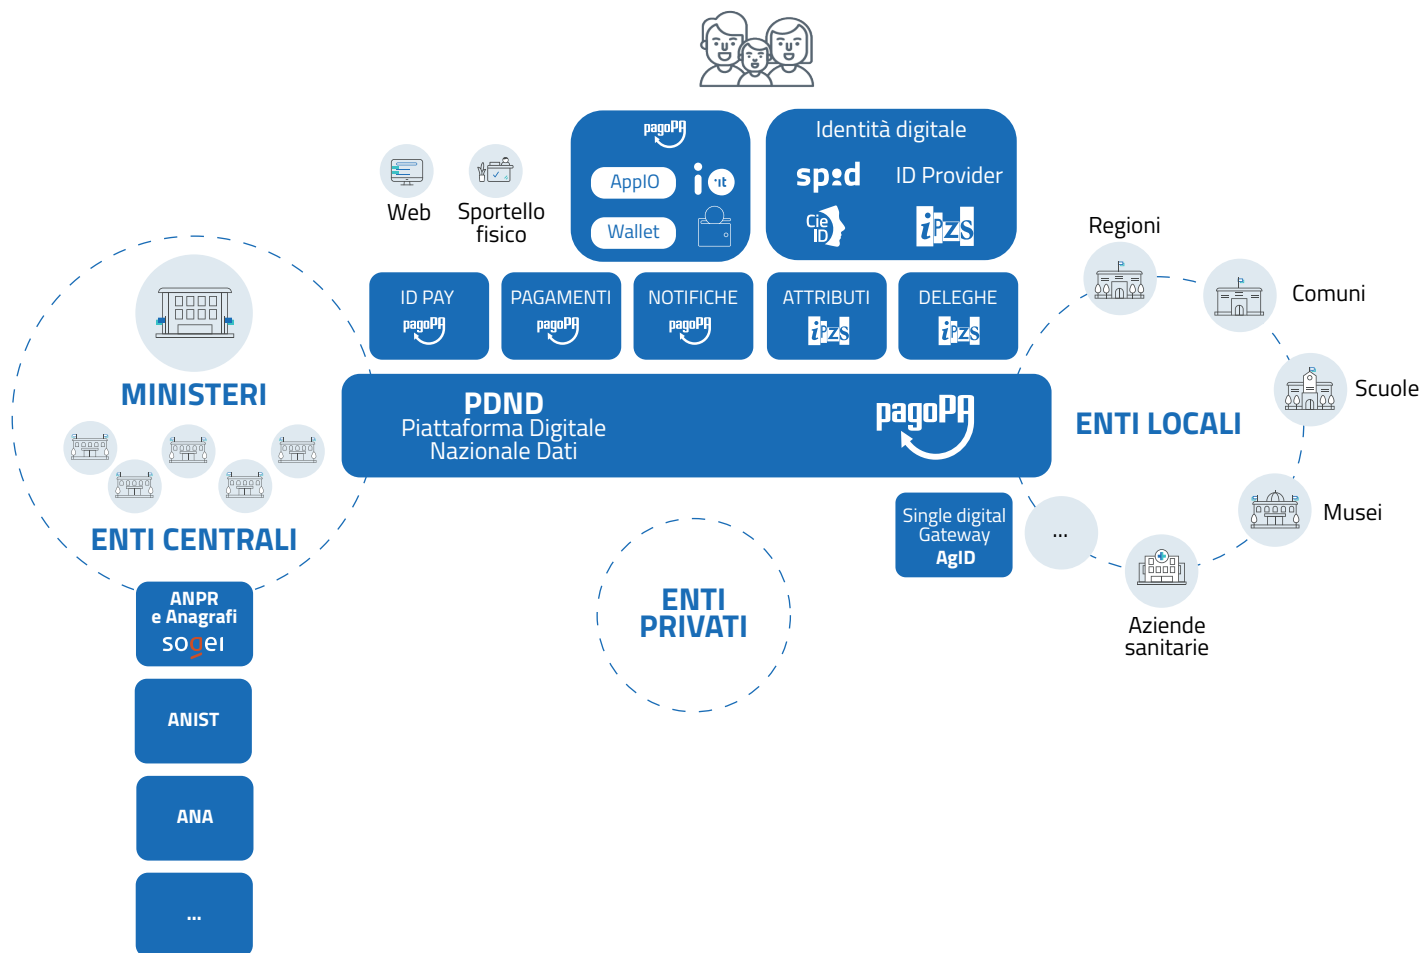 pagoPA
AppIO
io.it
Wallet
Identità digitale
spid
ID Provider
Cie
ID
iPZS
Web
Sportello
fisico
ID PAY
pagoPA
PAGAMENTI
pagoPA
NOTIFICHE
pagoPA
ATTRIBUTI
iPZS
DELEGHE
iPZS
MINISTERI
ENTI CENTRALI
PDND
Piattaforma Digitale
Nazionale Dati
pagoPA
ENTI LOCALI
Regioni
Comuni
Scuole
Musei
Aziende
sanitarie
...
Single digital
Gateway
AgID
ENTI
PRIVATI
ANPR
e Anagrafi
sogei
ANIST
ANA
...